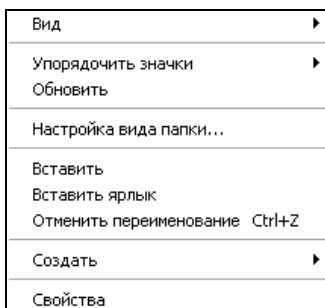 Вид
Упорядочить значки
Обновить
Настройка вида папки...
Вставить
Вставить ярлык
Отменить переименование Ctrl+Z
Создать
Свойства